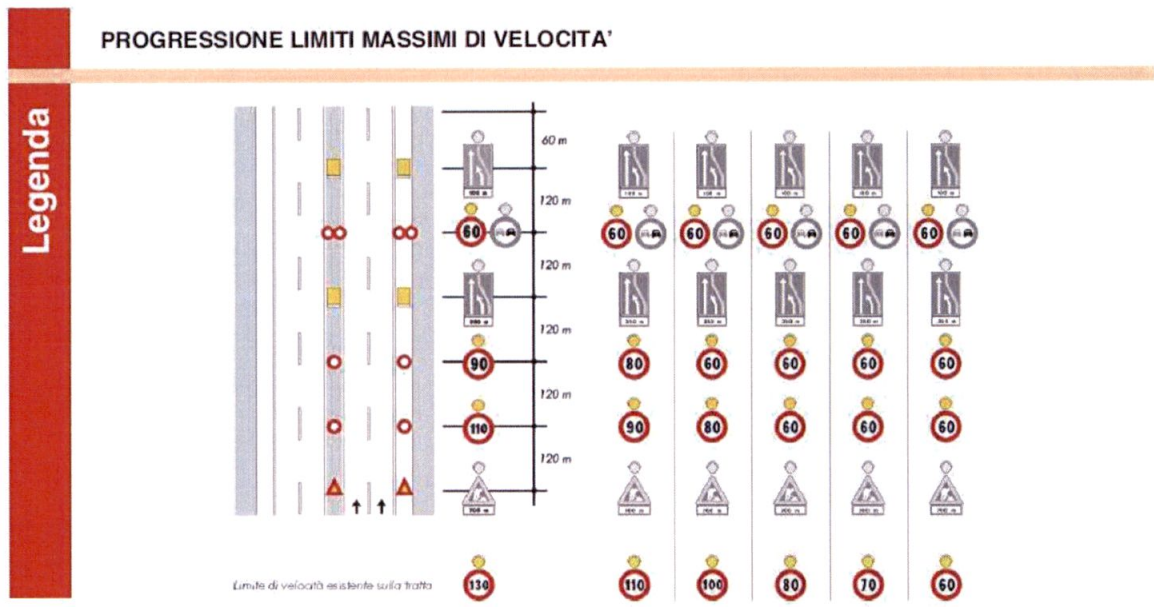 PROGRESSIONE LIMITI MASSIMI DI VELOCITA'
Legenda
60 m
120 m
60 60 60 60 60 60
120 m
120 m
90 80 60 60 60 60
120 m
110 90 80 60 60 60
120 m
Limite di velocità esistente sulla tratta 130 110 100 80 70 60